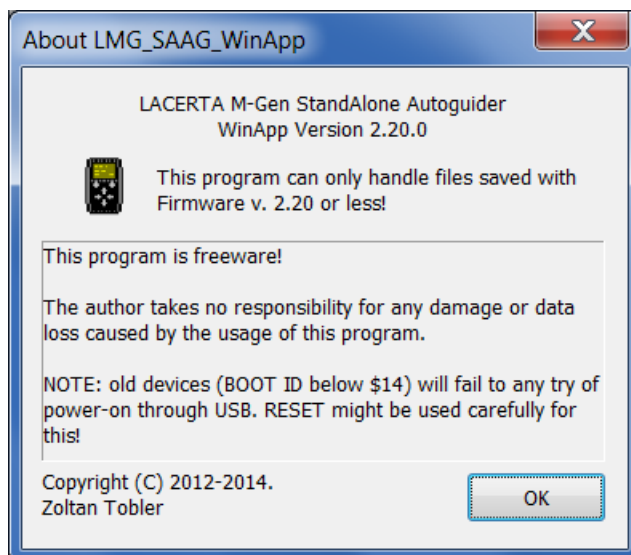 About LMG_SAAG_WinApp
LACERTA M-Gen StandAlone Autoguider
WinApp Version 2.20.0
This program can only handle files saved with
Firmware v. 2.20 or less!
This program is freeware!
The author takes no responsibility for any damage or data
loss caused by the usage of this program.
NOTE: old devices (BOOT ID below $14) will fail to any try of
power-on through USB. RESET might be used carefully for
this!
Copyright (C) 2012-2014.
Zoltan Tobler
OK